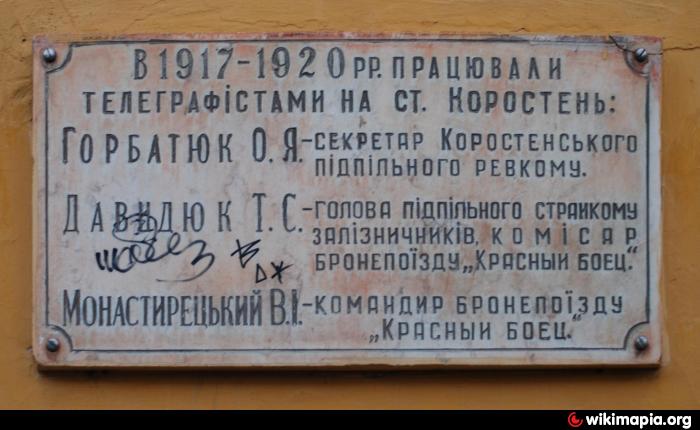 В 1917-1920 РР. ПРАЦЮВАЛИ
ТЕЛЕГРАФІСТАМИ НА СТ. КОРОСТЕНЬ:
ГОРБАТЮК О.Я.-СЕКРЕТАР КОРОСТЕНСЬКОГО
ПІДПІЛЬНОГО РЕВКОМУ.
ДАВИДЮК Т.С.-ГОЛОВА ПІДПІЛЬНОГО СТРАЙКОМУ
ЗАЛІЗНИЧНИКІВ, КОМІСАР
БРОНЕПОЇЗДУ „КРАСНЫЙ БОЕЦ."
МОНАСТИРЕЦЬКИЙ В.І.-КОМАНДИР БРОНЕПОЇЗДУ
„КРАСНЫЙ БОЕЦ."
wikimapia.org